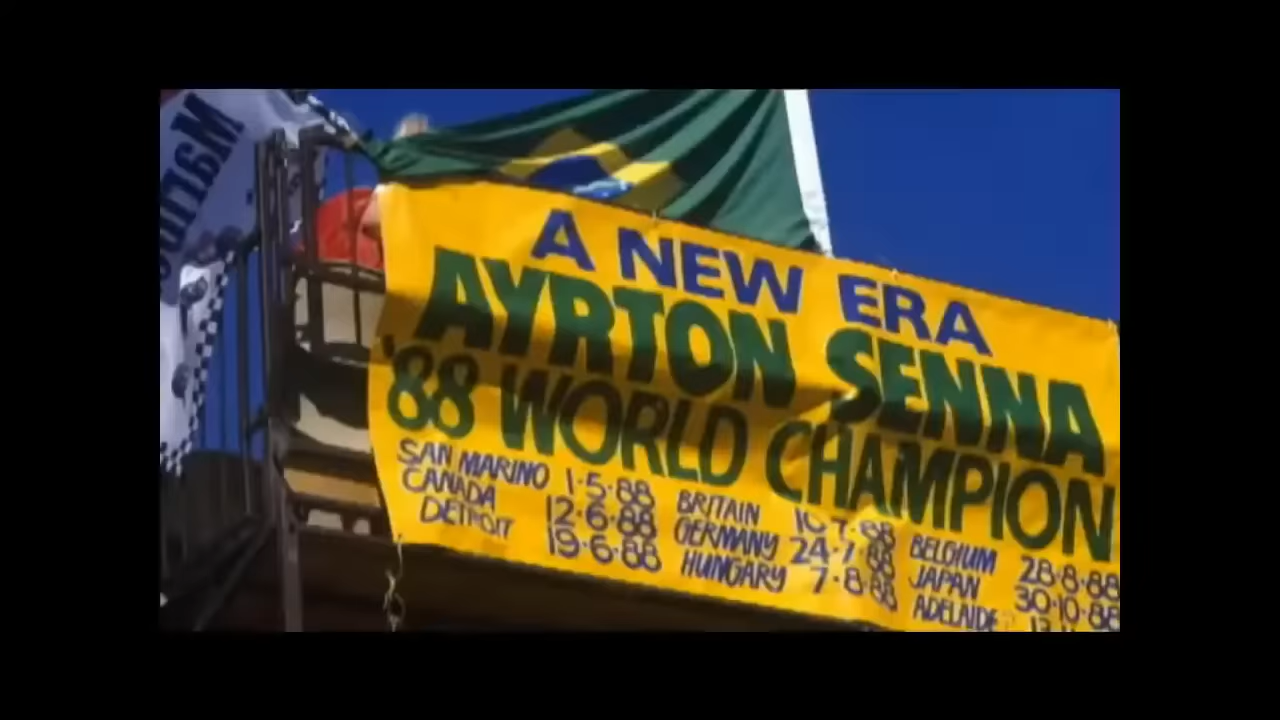 A NEW ERA
AYRTON SENNA
'88 WORLD CHAMPION
SAN MARINO 1·5·88 BRITAIN 10·7·88 BELGIUM 28·8·88
CANADA 12·6·88 GERMANY 24·7·88 JAPAN 30·10·88
DETROIT 19·6·88 HUNGARY 7·8·88 ADELAIDE